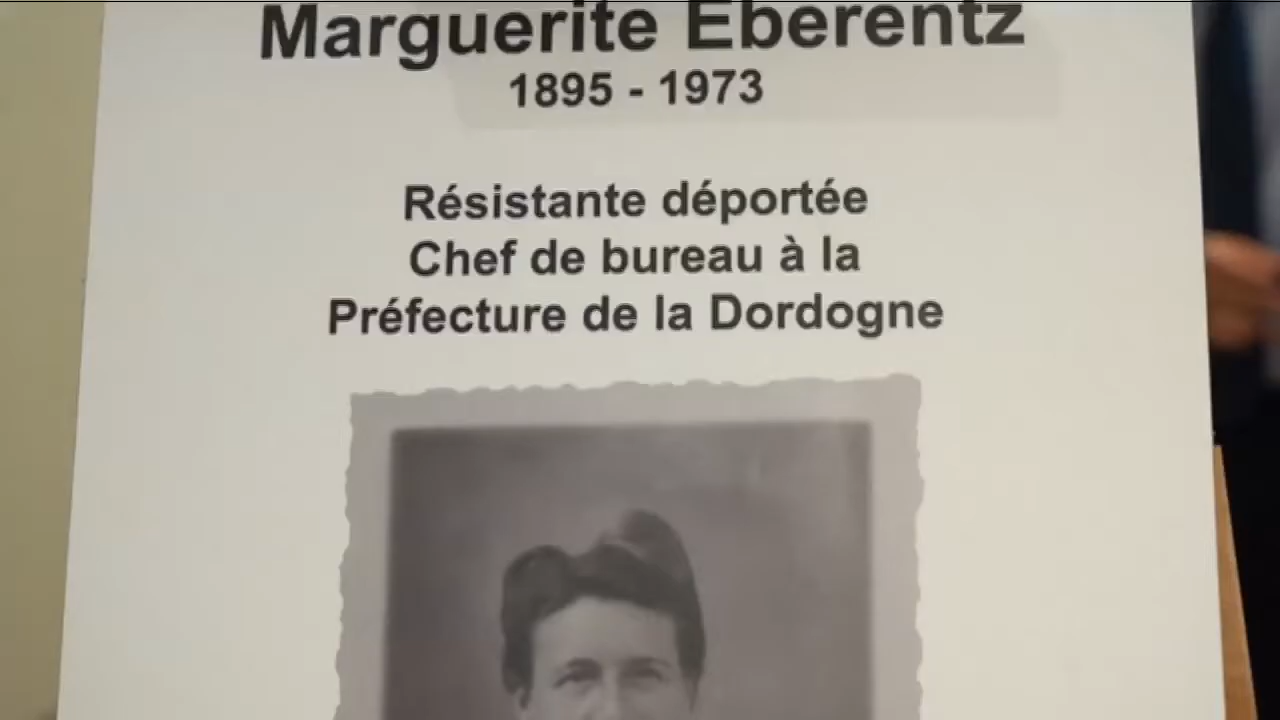 Marguerite Eberentz
1895 - 1973
Résistante déportée
Chef de bureau à la
Préfecture de la Dordogne